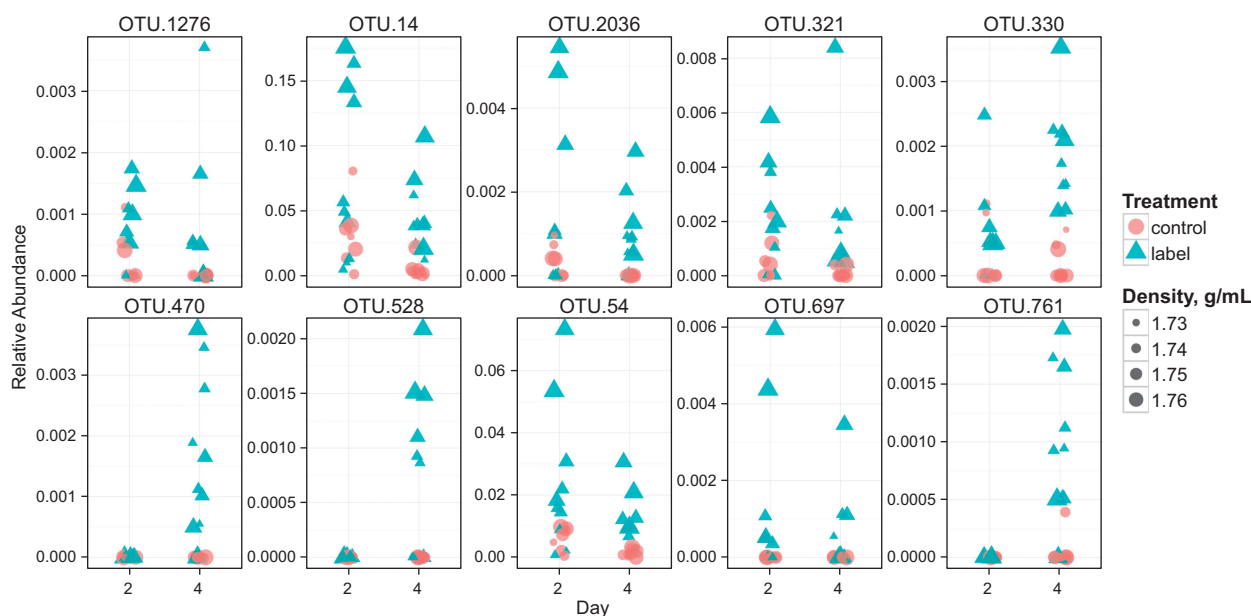 OTU.1276 OTU.14 OTU.2036 OTU.321 OTU.330
0.003 0.002 0.001 0.000
0.15 0.10 0.05 0.00
0.004 0.002 0.000
0.008 0.006 0.004 0.002 0.000
0.003 0.002 0.001 0.000
Relative Abundance
OTU.470 OTU.528 OTU.54 OTU.697 OTU.761
0.003 0.002 0.001 0.000
0.0020 0.0015 0.0010 0.0005 0.0000
0.06 0.04 0.02 0.00
0.006 0.004 0.002 0.000
0.0020 0.0015 0.0010 0.0005 0.0000
2 4 2 4 2 4 2 4 2 4
Day
Treatment
control
label
Density, g/mL
1.73
1.74
1.75
1.76